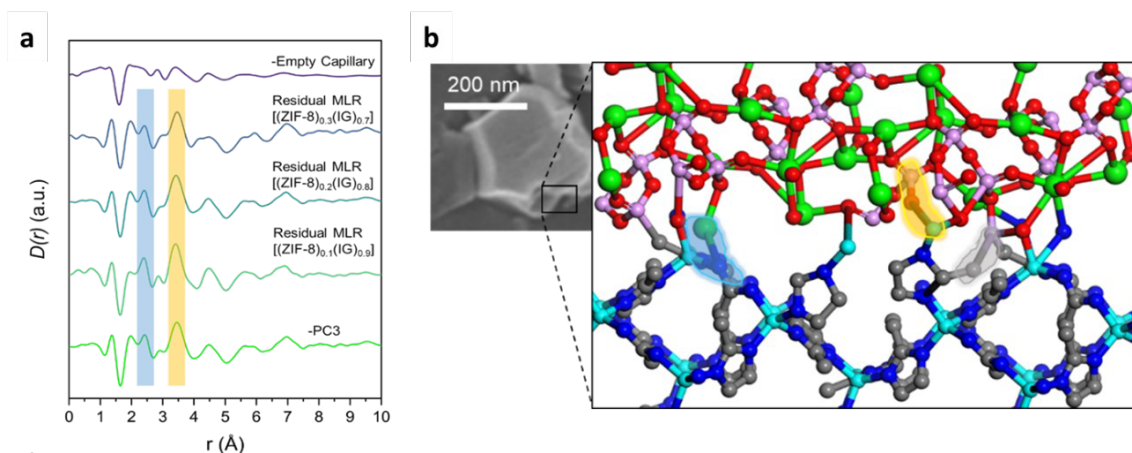 a
-Empty Capillary
Residual MLR
[(ZIF-8)0.3(IG)0.7]
Residual MLR
[(ZIF-8)0.2(IG)0.8]
Residual MLR
[(ZIF-8)0.1(IG)0.9]
-PC3
D(r) (a.u.)
0 1 2 3 4 5 6 7 8 9 10
r (Å)
b
200 nm